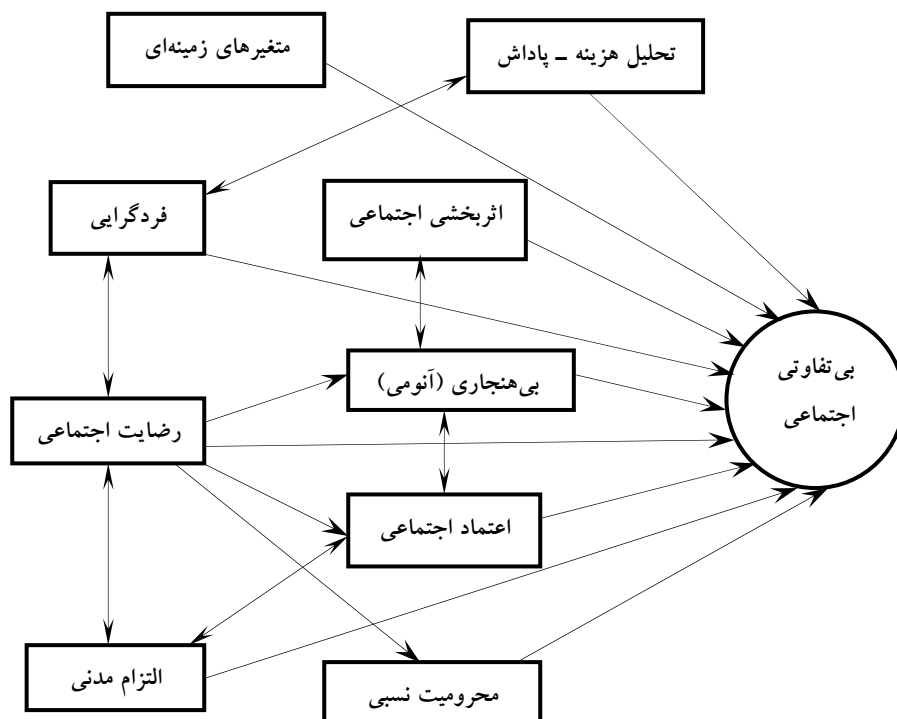 متغیرهای زمینه‌ای
تحلیل هزینه ـ پاداش
فردگرایی
اثربخشی اجتماعی
بی‌تفاوتی
اجتماعی
بی‌هنجاری (آنومی)
رضایت اجتماعی
اعتماد اجتماعی
التزام مدنی
محرومیت نسبی